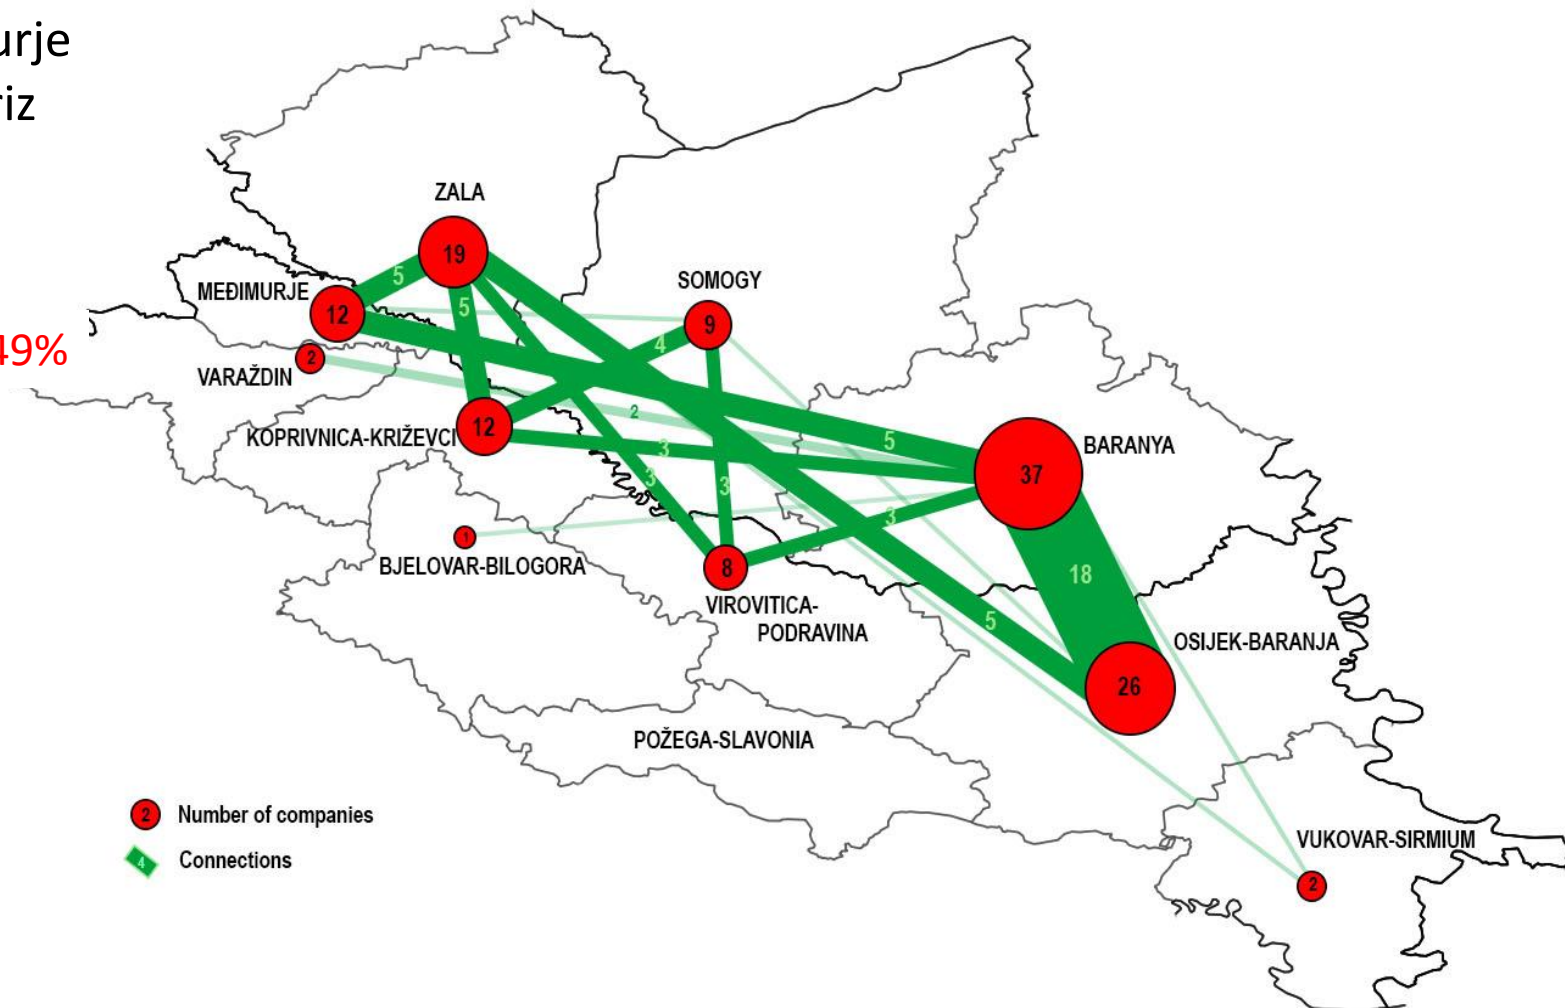 urje
riz
49%
ZALA
19
5
5
SOMOGY
MEĐIMURJE
12
9
4
2
VARAŽDIN
2
KOPRIVNICA-KRIŽEVCI
12
3
5
BARANYA
37
3
3
3
1
BJELOVAR-BILOGORA
8
18
VIROVITICA-
PODRAVINA
5
OSIJEK-BARANJA
26
POŽEGA-SLAVONIA
2
Number of companies
4
Connections
VUKOVAR-SIRMIUM
2